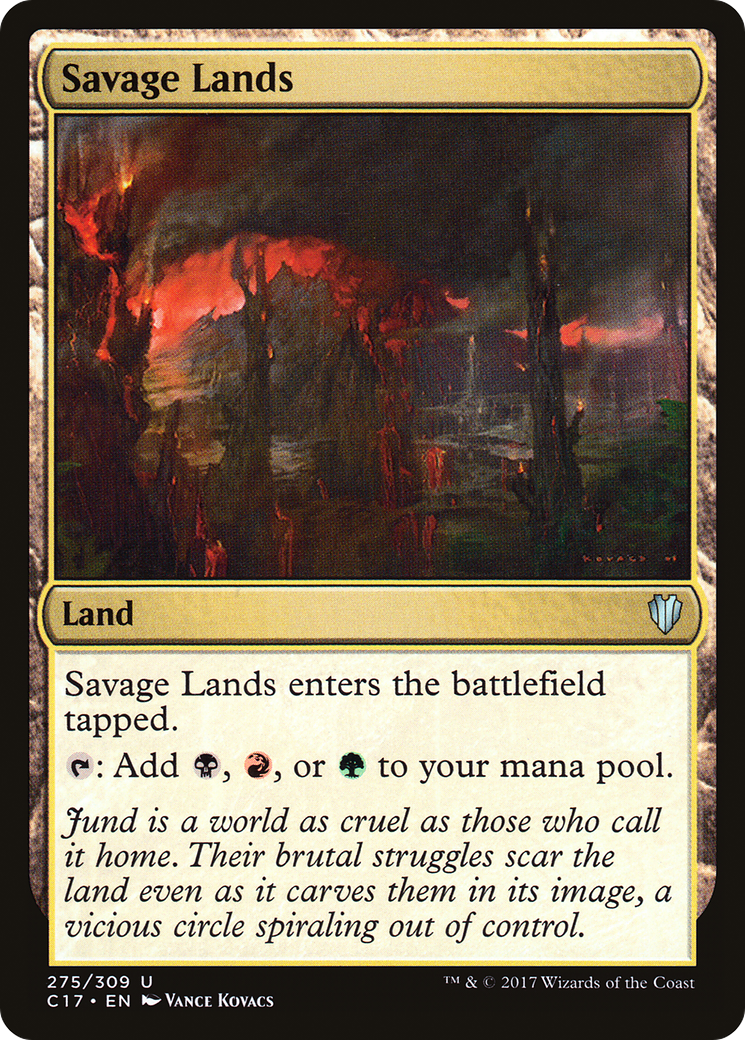 Savage Lands
KOVACS 08
Land
Savage Lands enters the battlefield
tapped.
: Add , , or to your mana pool.
Jund is a world as cruel as those who call
it home. Their brutal struggles scar the
land even as it carves them in its image, a
vicious circle spiraling out of control.
275/309 U
C17 • EN Vance Kovacs
™ & © 2017 Wizards of the Coast